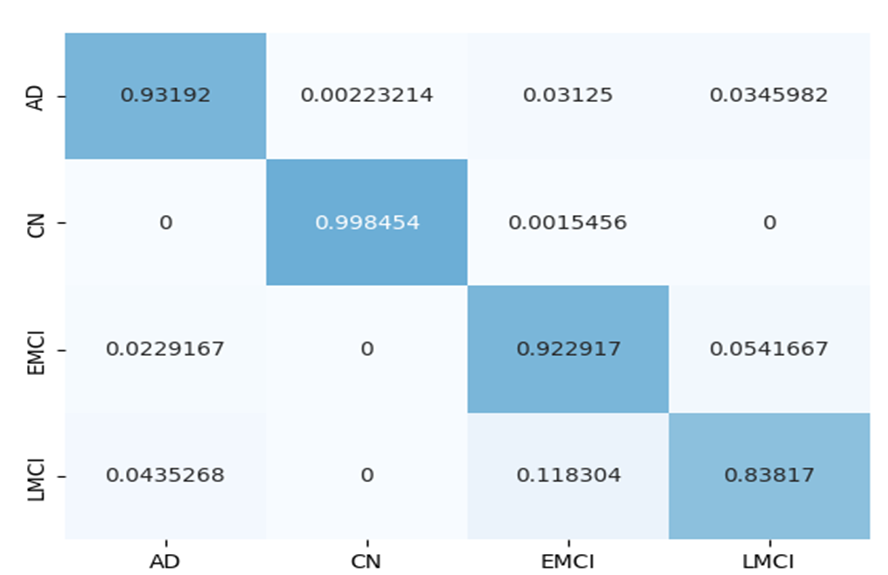 AD 0.93192 0.00223214 0.03125 0.0345982
CN 0 0.998454 0.0015456 0
EMCI 0.0229167 0 0.922917 0.0541667
LMCI 0.0435268 0 0.118304 0.83817
AD CN EMCI LMCI